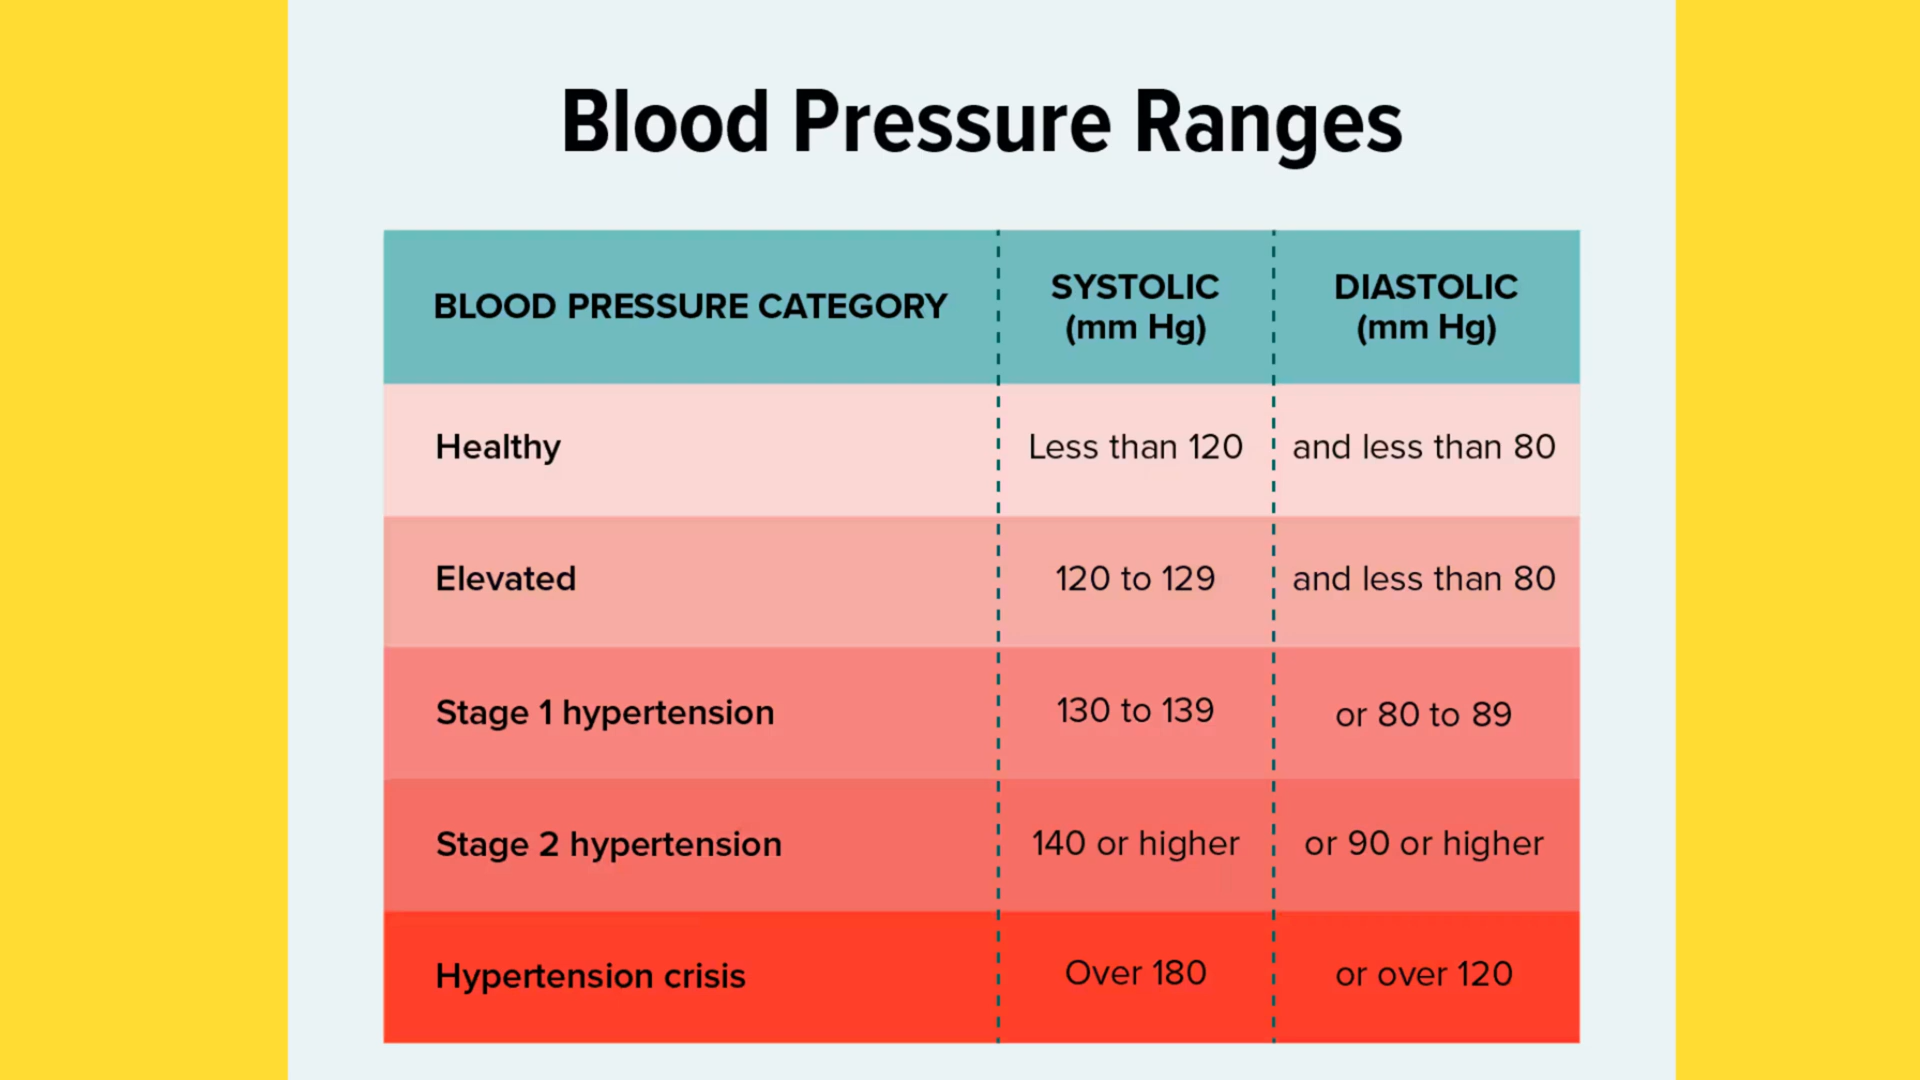 Blood Pressure Ranges
BLOOD PRESSURE CATEGORY
SYSTOLIC
(mm Hg)
DIASTOLIC
(mm Hg)
Healthy
Less than 120
and less than 80
Elevated
120 to 129
and less than 80
Stage 1 hypertension
130 to 139
or 80 to 89
Stage 2 hypertension
140 or higher
or 90 or higher
Hypertension crisis
Over 180
or over 120